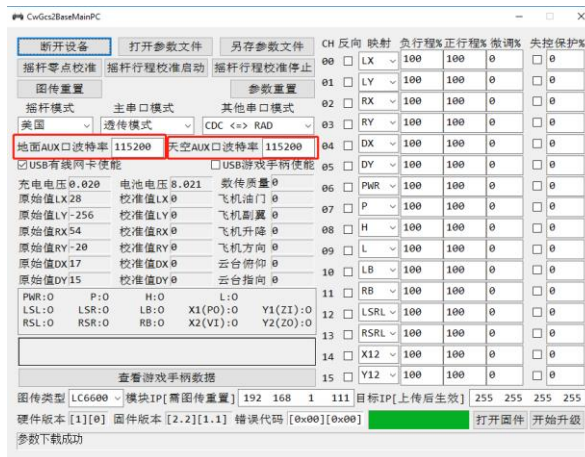 CwGcs2BaseMainPC
断开设备 打开参数文件 另存参数文件 CH 反向 映射 负行程% 正行程% 微调% 失控保护%
摇杆零点校准 摇杆行程校准启动 摇杆行程校准停止 00 LX 100 100 0 0
图传重置 参数重置 01 LY 100 100 0 0
摇杆模式 主串口模式 其他串口模式 02 RX 100 100 0 0
美国 透传模式 CDC <=> RAD 03 RY 100 100 0 0
地面AUX口波特率 115200 天空AUX口波特率 115200 04 DX 100 100 0 0
USB有线网卡使能 USB游戏手柄使能 05 DY 100 100 0 0
充电电压 0.020 电池电压 8.021 数传质量 0 06 PWR 100 100 0 0
原始值LX 28 校准值LX 0 飞机油门 0 07 P 100 100 0 0
原始值LY -256 校准值LY 0 飞机副翼 0
原始值RX 54 校准值RX 0 飞机升降 0 08 H 100 100 0 0
原始值RY -20 校准值RY 0 飞机方向 0 09 L 100 100 0 0
原始值DX 17 校准值DX 0 云台俯仰 0 10 LB 100 100 0 0
原始值DY 15 校准值DY 0 云台指向 0
PWR:0 P:0 H:0 L:0 11 RB 100 100 0 0
LSL:0 LSR:0 LB:0 X1(PO):0 Y1(ZI):0 12 LSRL 100 100 0 0
RSL:0 RSR:0 RB:0 X2(VI):0 Y2(ZO):0
13 RSRL 100 100 0 0
14 X12 100 100 0 0
查看游戏手柄数据 15 Y12 100 100 0 0
图传类型 LC6600 模块IP[需图传重置] 192 168 1 111 目标IP[上传后生效] 255 255 255 255
硬件版本 [1][0] 固件版本 [2.2][1.1] 错误代码 [0x00][0x00] 打开固件 开始升级
参数下载成功